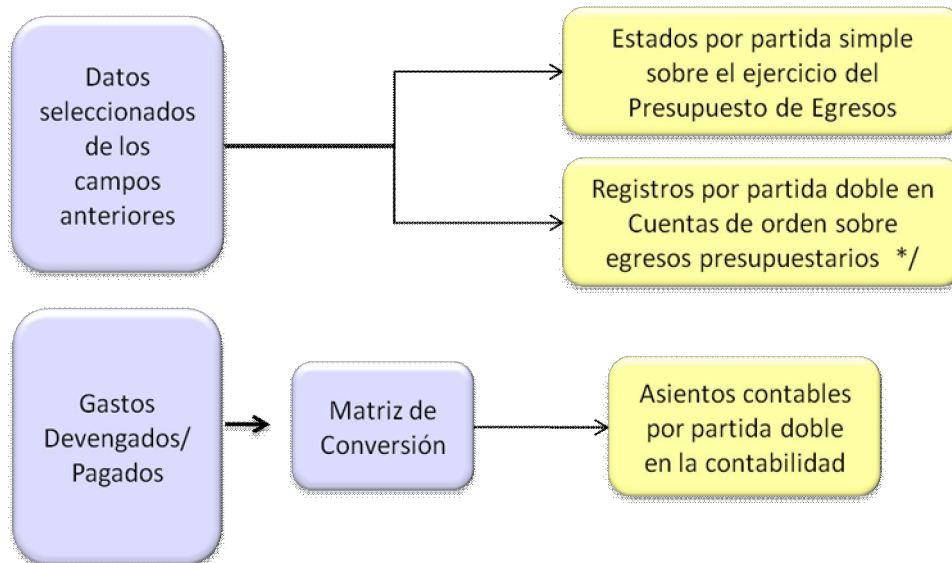 Datos
seleccionados
de los
campos
anteriores
Estados por partida simple
sobre el ejercicio del
Presupuesto de Egresos
Registros por partida doble en
Cuentas de orden sobre
egresos presupuestarios */
Gastos
Devengados/
Pagados
Matriz de
Conversión
Asientos contables
por partida doble
en la contabilidad